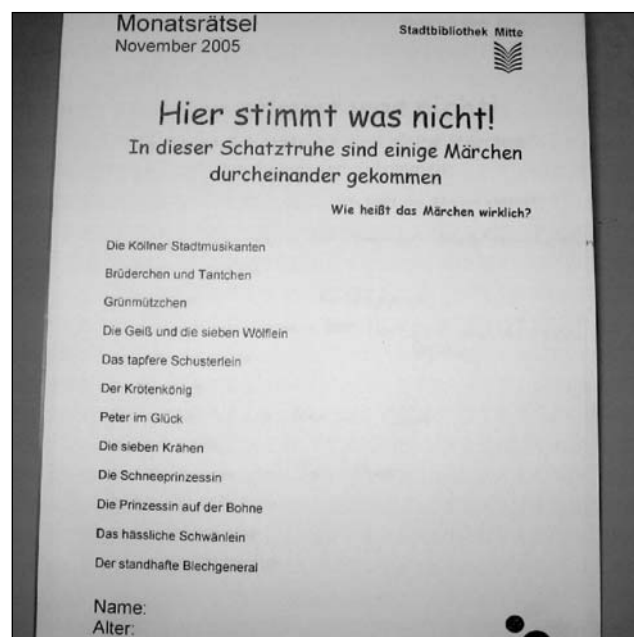 Monatsrätsel
November 2005
Stadtbibliothek Mitte
Hier stimmt was nicht!
In dieser Schatztruhe sind einige Märchen
durcheinander gekommen
Wie heißt das Märchen wirklich?
Die Köllner Stadtmusikanten
Brüderchen und Tantchen
Grünmützchen
Die Geiß und die sieben Wölflein
Das tapfere Schusterlein
Der Krötenkönig
Peter im Glück
Die sieben Krähen
Die Schneeprinzessin
Die Prinzessin auf der Bohne
Das hässliche Schwänlein
Der standhafte Blechgeneral
Name:
Alter: